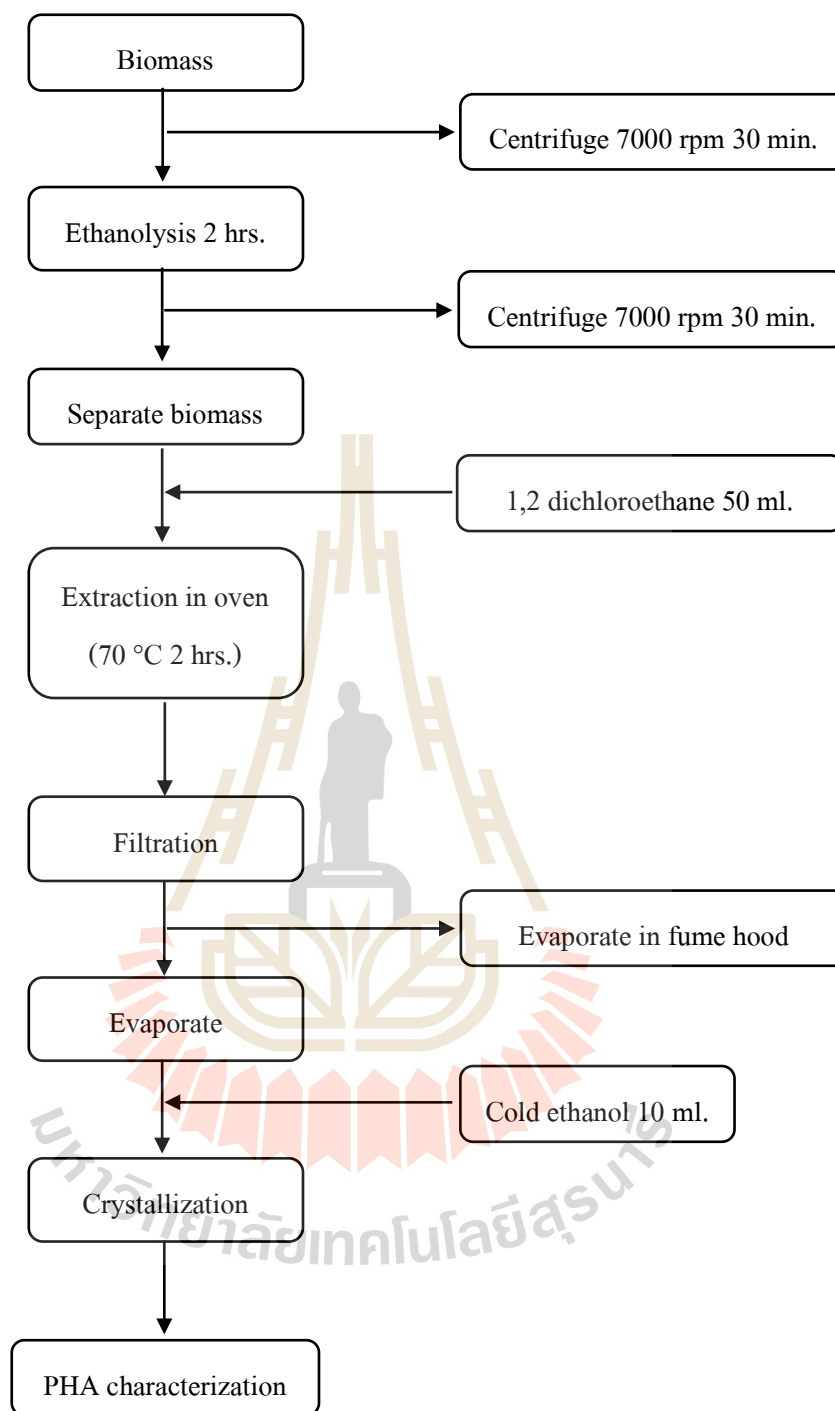 Biomass
Centrifuge 7000 rpm 30 min.
Ethanolysis 2 hrs.
Centrifuge 7000 rpm 30 min.
Separate biomass
1,2 dichloroethane 50 ml.
Extraction in oven
(70 °C 2 hrs.)
Filtration
Evaporate in fume hood
Evaporate
Cold ethanol 10 ml.
Crystallization
มหาวิทยาลัยเทคโนโลยีสุรนารี
PHA characterization